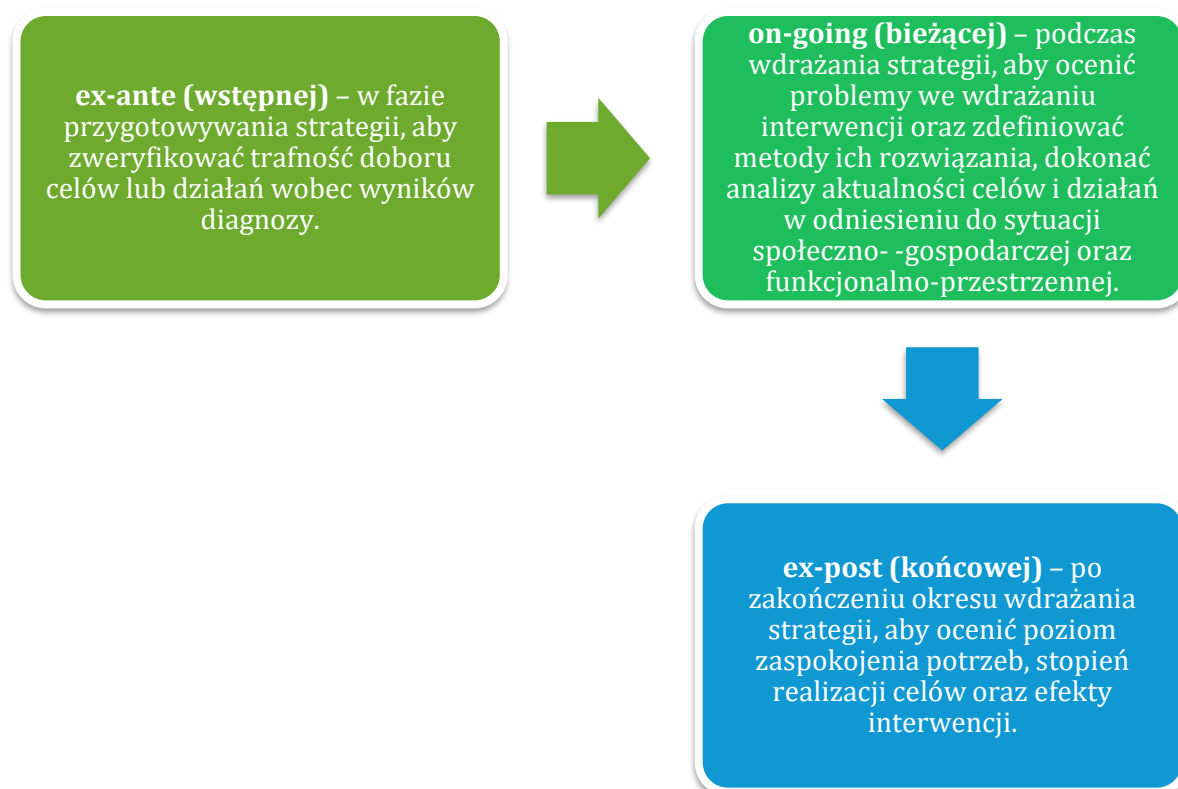 ex-ante (wstępnej) – w fazie
przygotowywania strategii, aby
zweryfikować trafność doboru
celów lub działań wobec wyników
diagnozy.
on-going (bieżącej) – podczas
wdrażania strategii, aby ocenić
problemy we wdrażaniu
interwencji oraz zdefiniować
metody ich rozwiązania, dokonać
analizy aktualności celów i działań
w odniesieniu do sytuacji
społeczno- -gospodarczej oraz
funkcjonalno-przestrzennej.
ex-post (końcowej) – po
zakończeniu okresu wdrażania
strategii, aby ocenić poziom
zaspokojenia potrzeb, stopień
realizacji celów oraz efekty
interwencji.